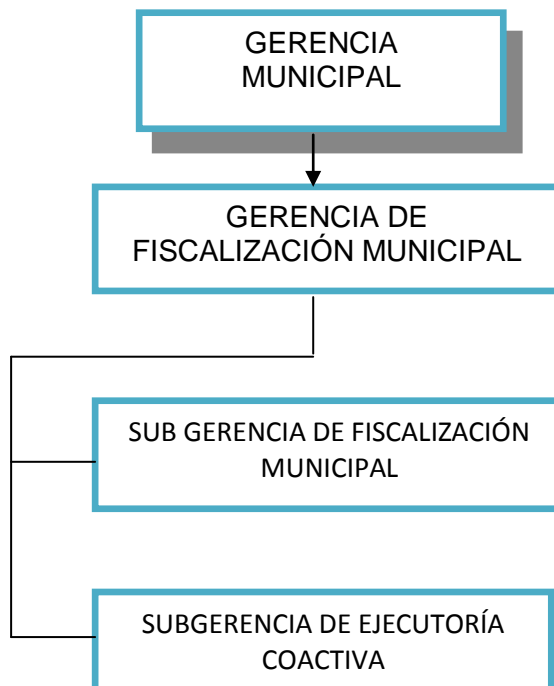 GERENCIA
MUNICIPAL
GERENCIA DE
FISCALIZACIÓN MUNICIPAL
SUB GERENCIA DE FISCALIZACIÓN
MUNICIPAL
SUBGERENCIA DE EJECUTORÍA
COACTIVA